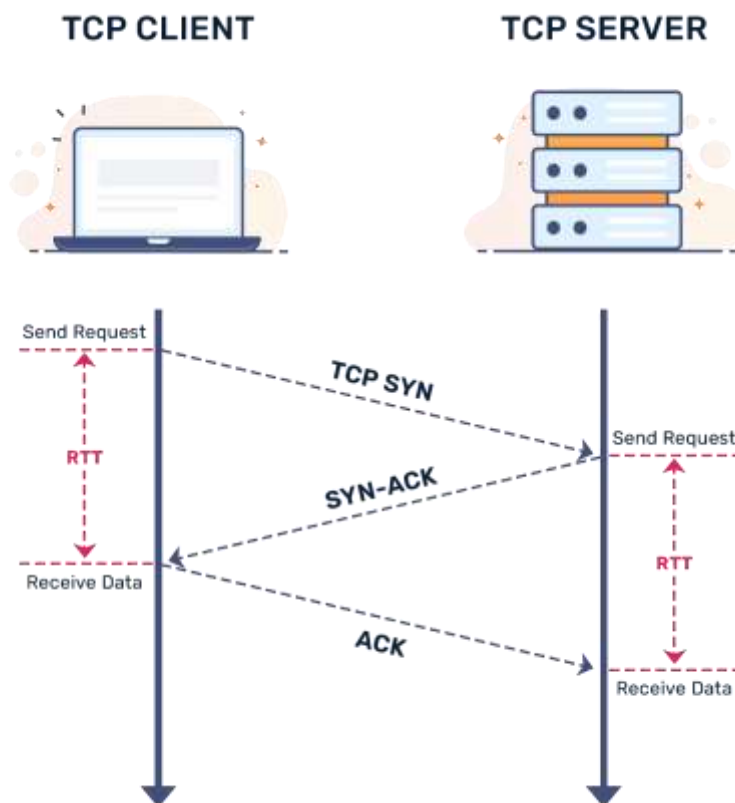 TCP CLIENT
TCP SERVER
Send Request
TCP SYN
Send Request
RTT
SYN-ACK
RTT
Receive Data
ACK
Receive Data